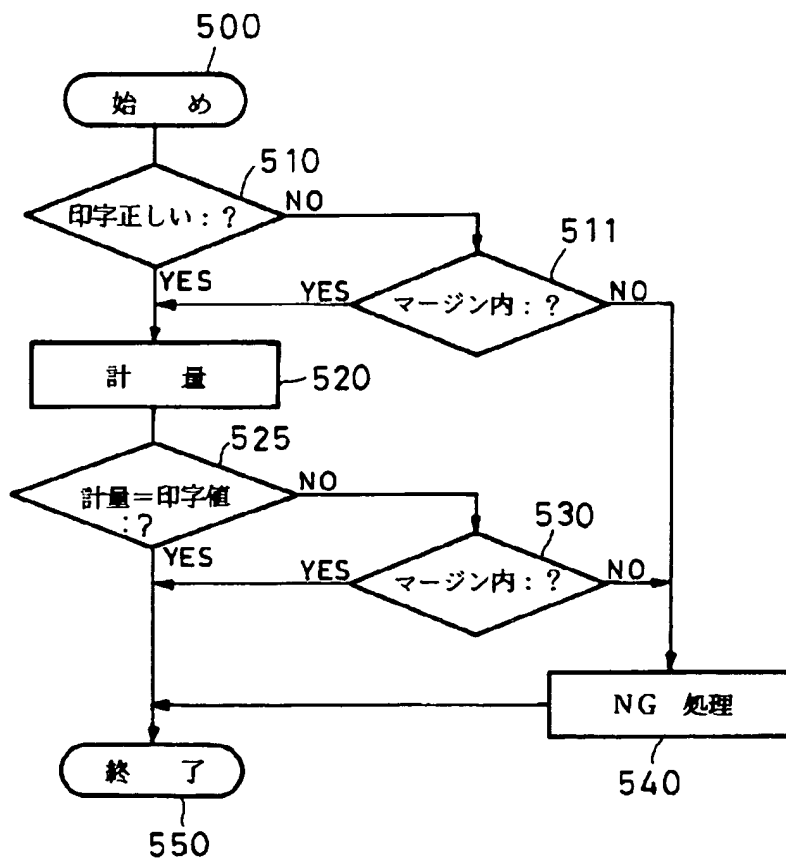 500
始 め
510
印字正しい:?
NO
511
YES
YES
マージン内:?
NO
計 量
520
525
計量=印字値
:?
NO
530
YES
YES
マージン内:?
NO
NG 処理
540
終 了
550